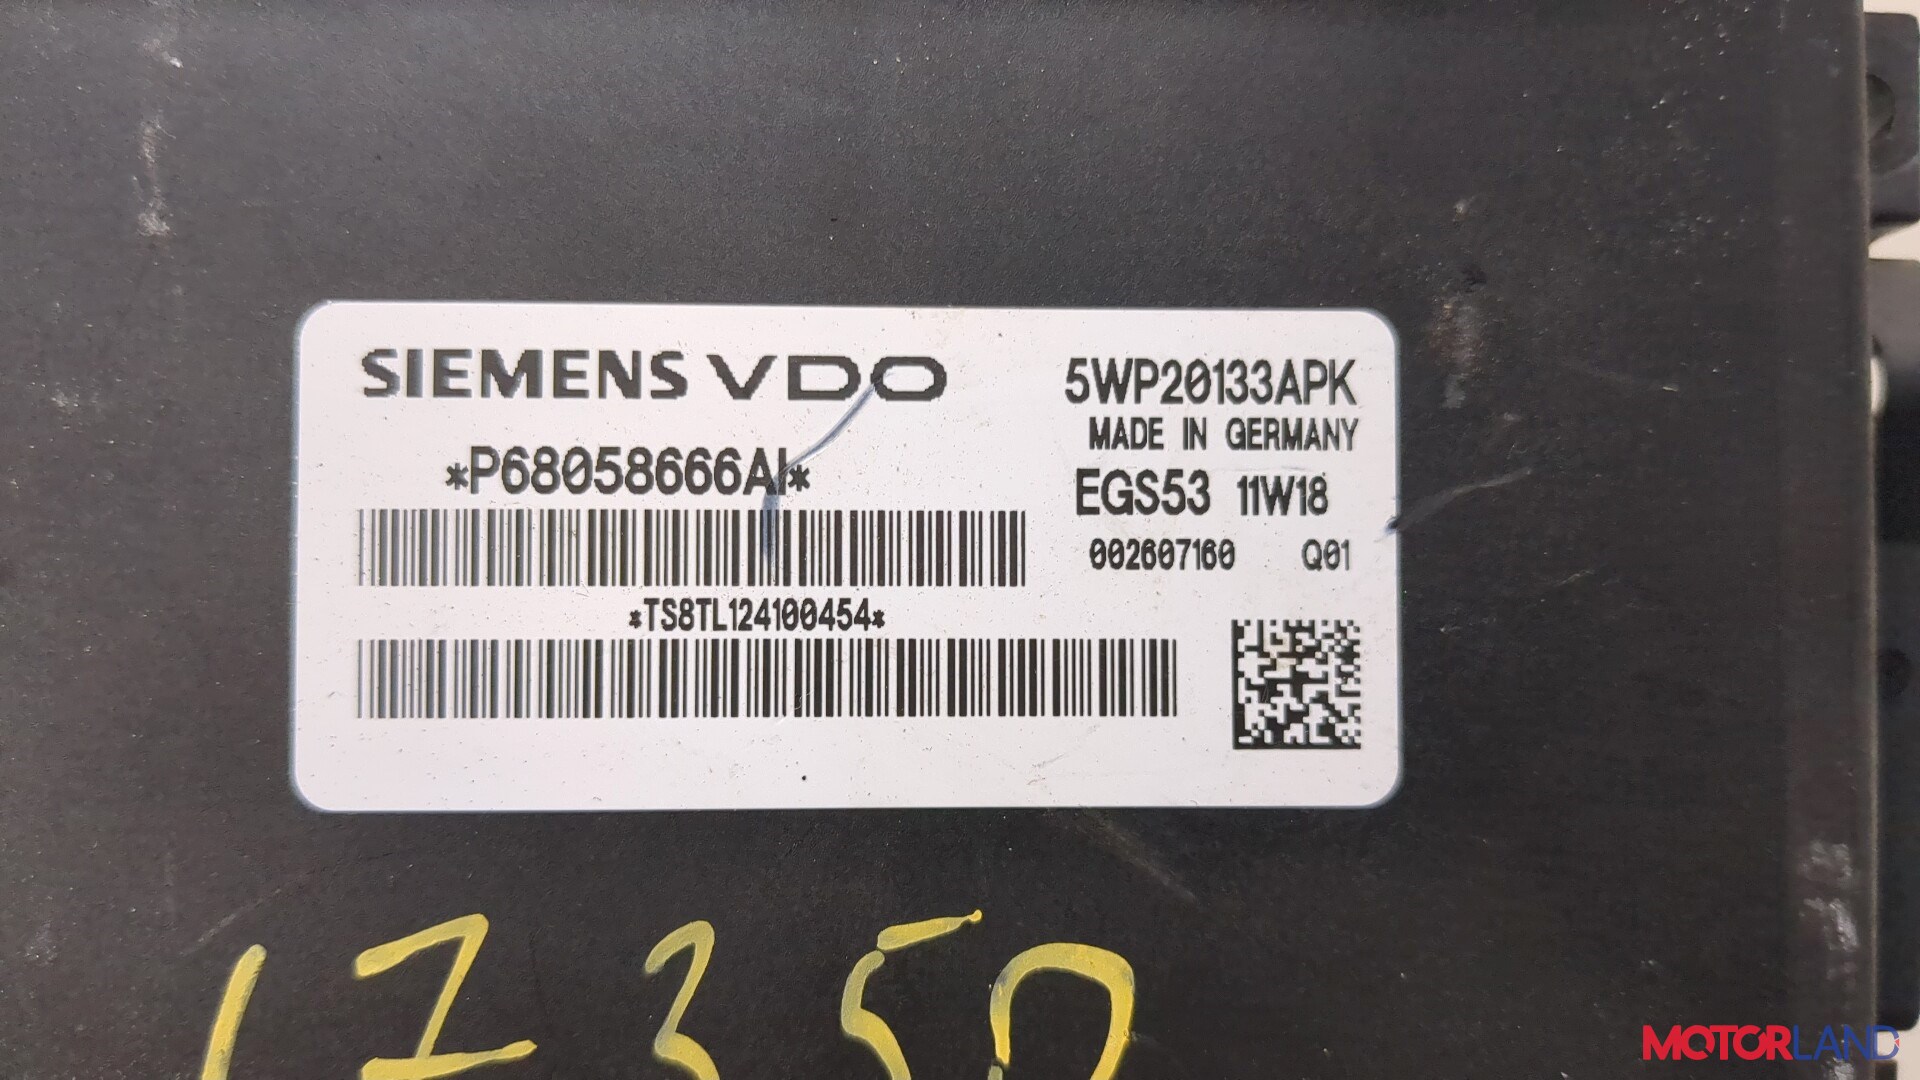 SIEMENS VDO
5WP20133APK
MADE IN GERMANY
*P68058666AI*
EGS53 11W18
002607160 Q01
*TS8TL124100454*
MOTORLAND